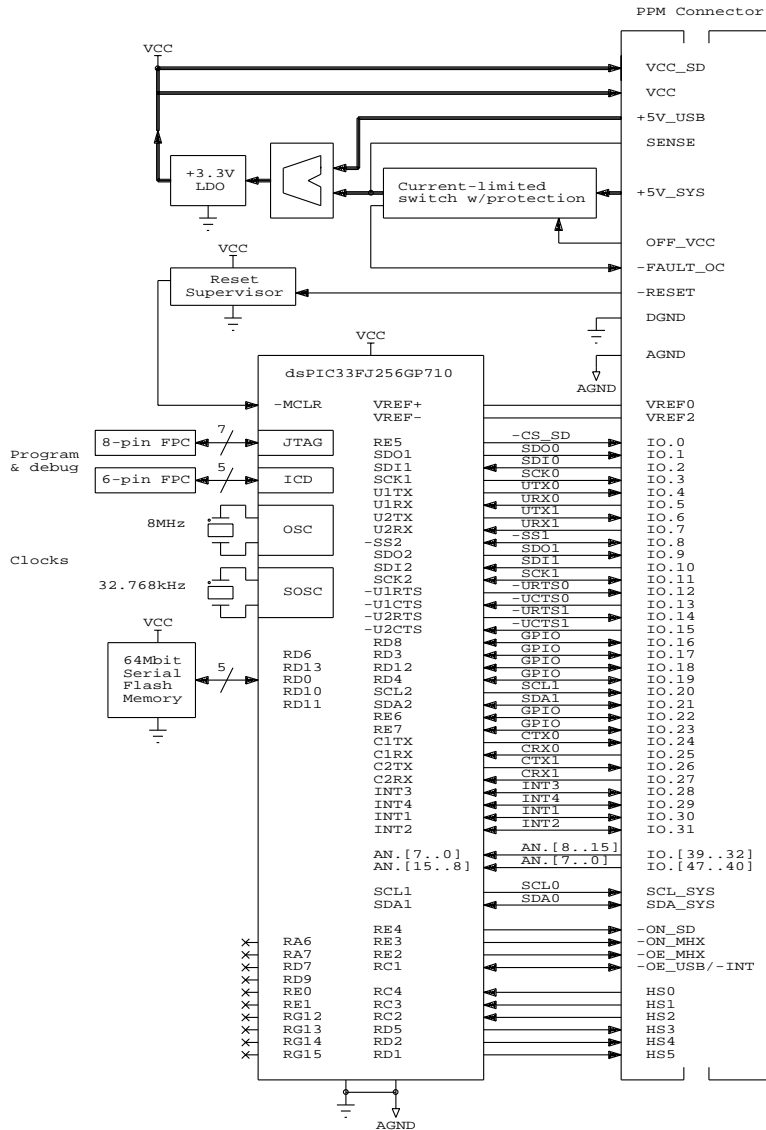 PPM Connector
VCC
VCC_SD
VCC
+5V_USB
SENSE
+3.3V
LDO
Current-limited
switch w/protection
+5V_SYS
OFF_VCC
-FAULT_OC
VCC
Reset
Supervisor
-RESET
DGND
VCC
AGND
AGND
dsPIC33FJ256GP710
-MCLR VREF+ VREF0
VREF- VREF2
Program
& debug
8-pin FPC 7 JTAG
6-pin FPC 5 ICD
RE5 -CS_SD IO.0
SDO1 SDO0 IO.1
SDI1 SDI0 IO.2
SCK1 SCK0 IO.3
U1TX UTX0 IO.4
U1RX URX0 IO.5
U2TX UTX1 IO.6
U2RX URX1 IO.7
-SS2 -SS1 IO.8
SDO2 SDO1 IO.9
SDI2 SDI1 IO.10
SCK2 SCK1 IO.11
-U1RTS -URTS0 IO.12
-U1CTS -UCTS0 IO.13
-U2RTS -URTS1 IO.14
-U2CTS -UCTS1 IO.15
Clocks
8MHz OSC
32.768kHz SOSC
VCC
64Mbit
Serial
Flash
Memory
5
RD6
RD13
RD0
RD10
RD11
RD8 GPIO IO.16
RD3 GPIO IO.17
RD12 GPIO IO.18
RD4 GPIO IO.19
SCL2 SCL1 IO.20
SDA2 SDA1 IO.21
RE6 GPIO IO.22
RE7 GPIO IO.23
C1TX CTX0 IO.24
C1RX CRX0 IO.25
C2TX CTX1 IO.26
C2RX CRX1 IO.27
INT3 INT3 IO.28
INT4 INT4 IO.29
INT1 INT1 IO.30
INT2 INT2 IO.31
AN.[7..0] AN.[8..15] IO.[39..32]
AN.[15..8] AN.[7..0] IO.[47..40]
SCL1 SCL0 SCL_SYS
SDA1 SDA0 SDA_SYS
RE4 -ON_SD
RA6 RE3 -ON_MHX
RA7 RE2 -OE_MHX
RD7 RC1 -OE_USB/-INT
RD9
RE0 RC4 HS0
RE1 RC3 HS1
RG12 RC2 HS2
RG13 RD5 HS3
RG14 RD2 HS4
RG15 RD1 HS5
AGND